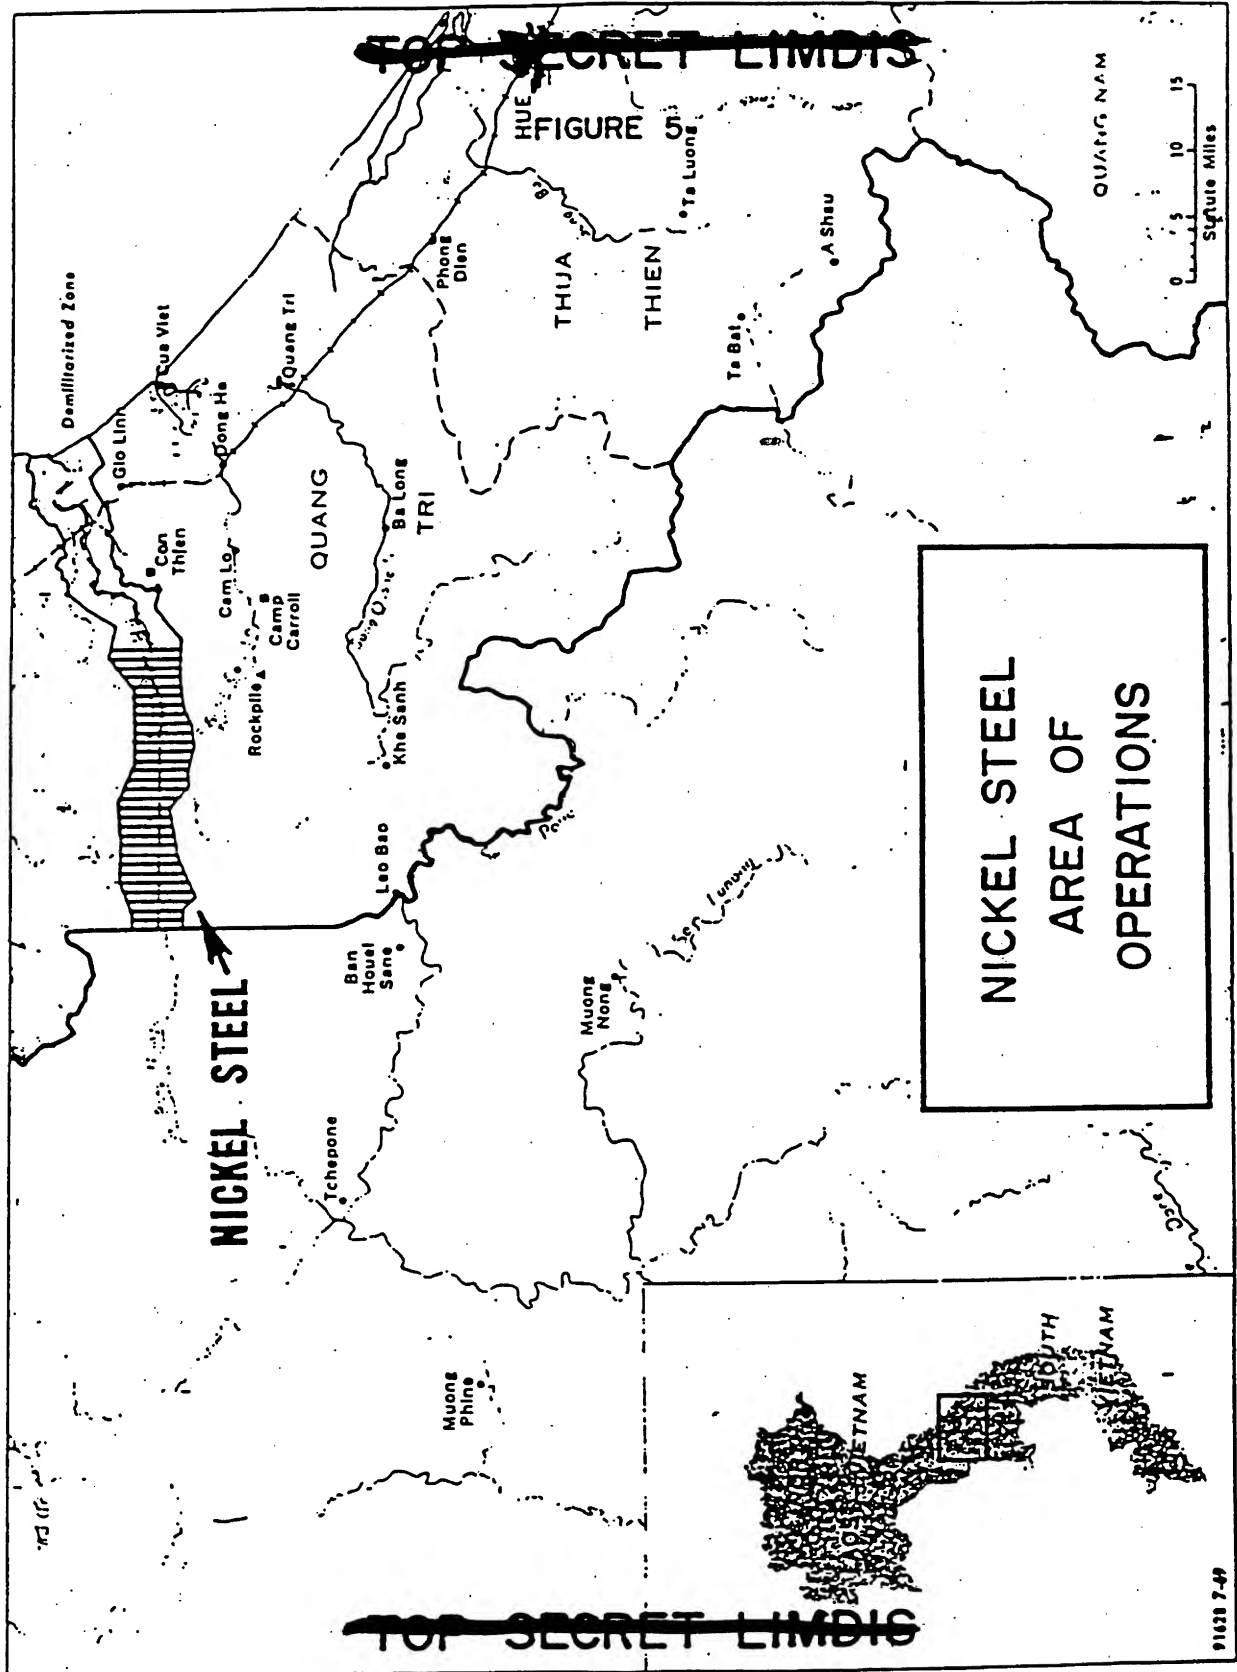 TOP SECRET LIMDIS
FIGURE 5
HUE
QUANG NAM
0 5 10 15
Statute Miles
Demilitarized Zone
Cua Viet
Gio Linh
Dong Ha
Quang Tri
Phong
Dien
Ta Luong
A Shau
Ta Bat
THUA
THIEN
Con
Thien
Cam Lo
Camp
Carroll
Rockpile
QUANG
TRI
Ba Long
Khe Sanh
Lao Bao
Ban
Houei
Sane
Muong
Nong
Tchepone
Muong
Phine
NICKEL STEEL
NICKEL STEEL
AREA OF
OPERATIONS
VIETNAM
SOUTH
VIETNAM
91628 7-69
TOP SECRET LIMDIS